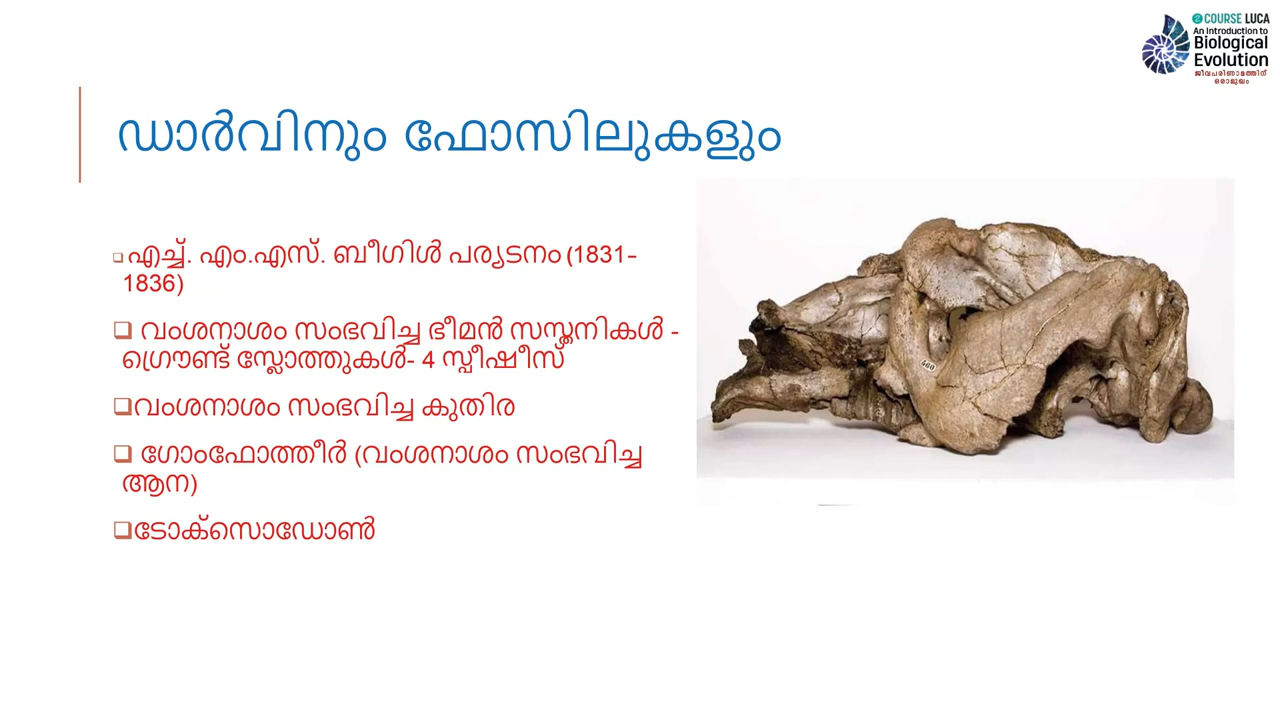 COURSE LUCA
An Introduction to
Biological
Evolution
ജീവപരിണാമത്തിന്
ഒരാമുഖം
ഡാർവിനും ഫോസിലുകളും
എച്ച്. എം.എസ്. ബീഗിൾ പര്യടനം (1831–
1836)
വംശനാശം സംഭവിച്ച ഭീമൻ സസ്തനികൾ -
ഗ്രൌണ്ട് സ്ലോത്തുകൾ- 4 സ്പീഷീസ്
വംശനാശം സംഭവിച്ച കുതിര
ഗോംഫോത്തീർ (വംശനാശം സംഭവിച്ച
ആന)
ടോക്സൊഡോൺ
560